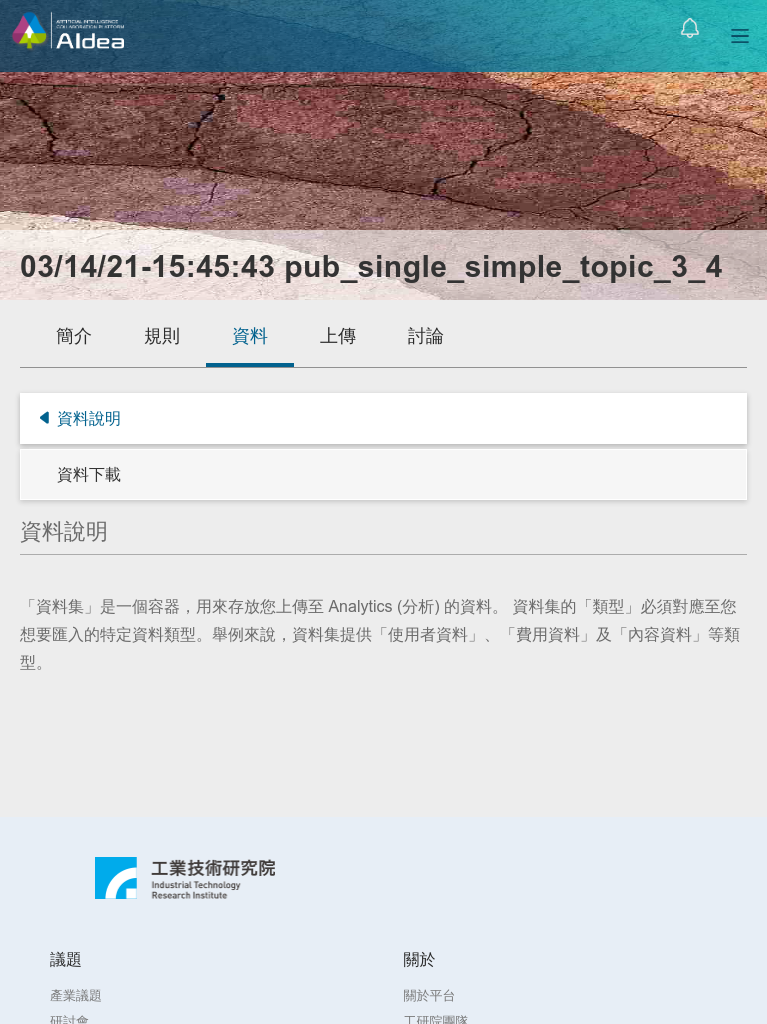 ARTIFICIAL INTELLIGENCE
COLLABORATION PLATFORM
AIdea
03/14/21-15:45:43 pub_single_simple_topic_3_4
簡介 規則 資料 上傳 討論
資料說明
資料下載
資料說明
「資料集」是一個容器，用來存放您上傳至 Analytics (分析) 的資料。 資料集的「類型」必須對應至您
想要匯入的特定資料類型。舉例來說，資料集提供「使用者資料」、「費用資料」及「內容資料」等類
型。
工業技術研究院
Industrial Technology
Research Institute
議題 關於
產業議題 關於平台
研討會 工研院團隊